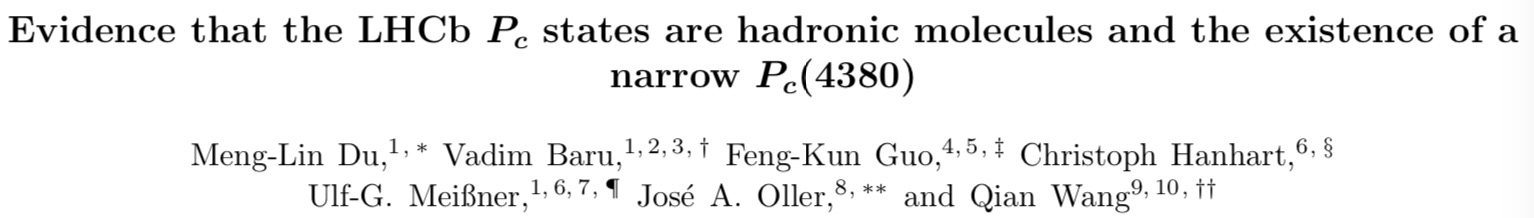 Evidence that the LHCb P_c states are hadronic molecules and the existence of a
narrow P_c(4380)
Meng-Lin Du,^{1, *} Vadim Baru,^{1, 2, 3, †} Feng-Kun Guo,^{4, 5, ‡} Christoph Hanhart,^{6, §}
Ulf-G. Meißner,^{1, 6, 7, ¶} José A. Oller,^{8, **} and Qian Wang^{9, 10, ††}